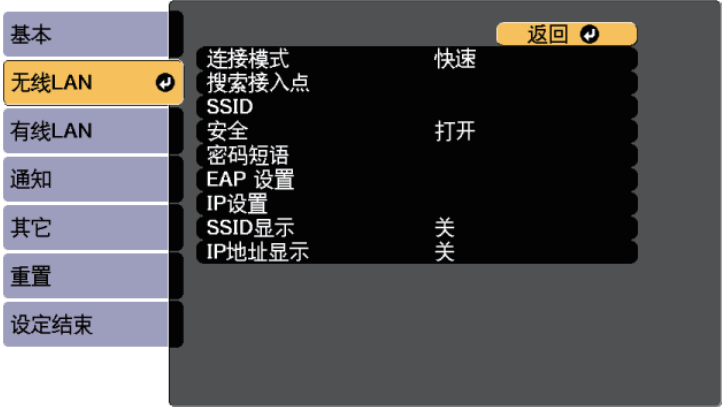 基本
无线LAN
有线LAN
通知
其它
重置
设定结束
返回
连接模式 快速
搜索接入点
SSID
安全 打开
密码短语
EAP 设置
IP设置
SSID显示 关
IP地址显示 关